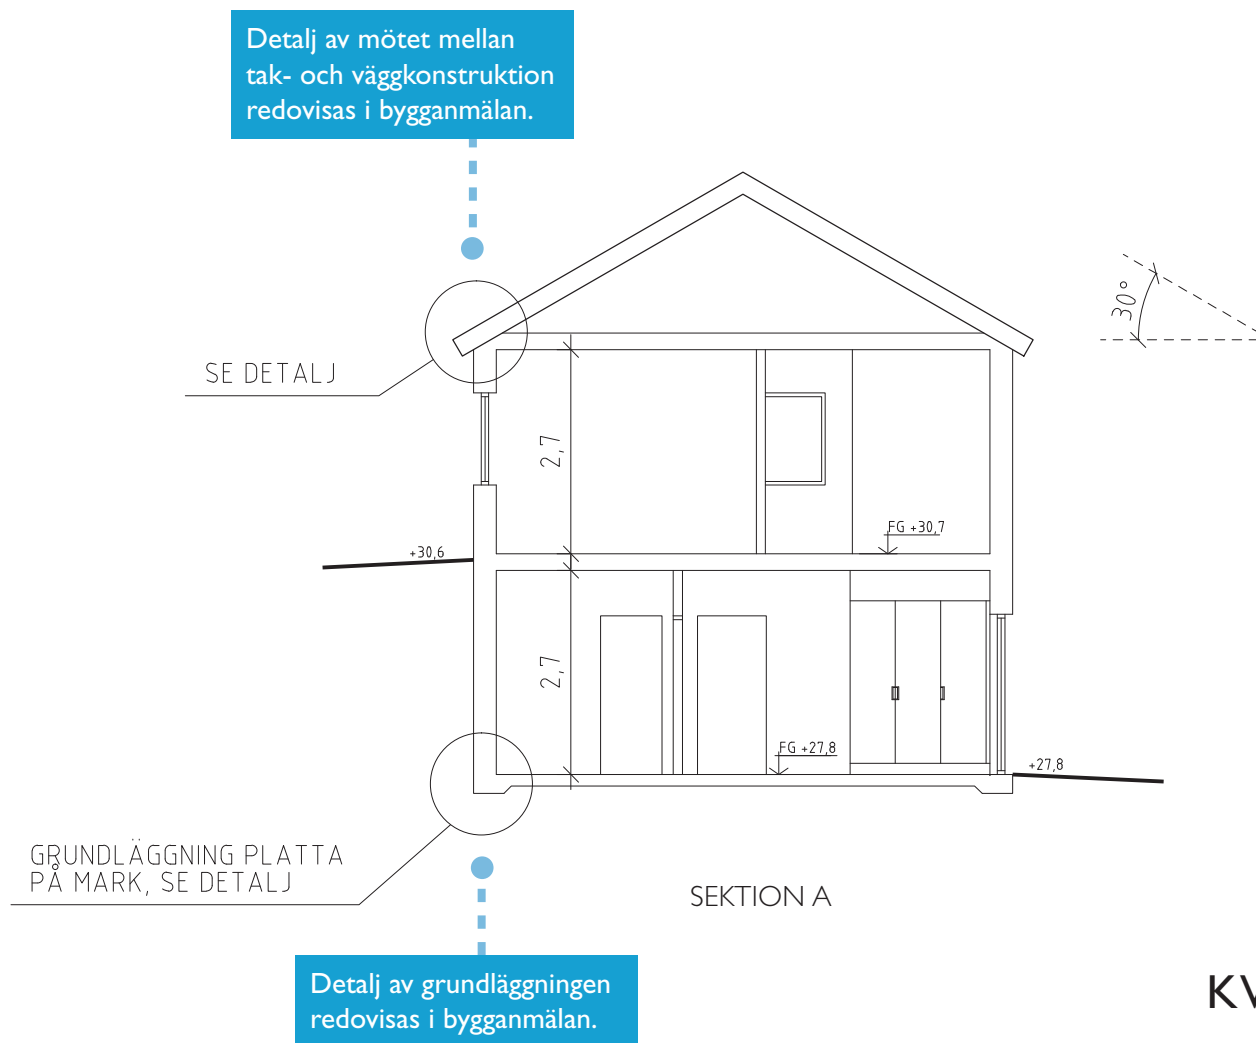 Detalj av mötet mellan
tak- och väggkonstruktion
redovisas i bygganmälan.
30°
SE DETALJ
2,7
FG +30,7
+30,6
2,7
FG +27,8
+27,8
GRUNDLÄGGNING PLATTA
PÅ MARK, SE DETALJ
SEKTION A
Detalj av grundläggningen
redovisas i bygganmälan.
KV